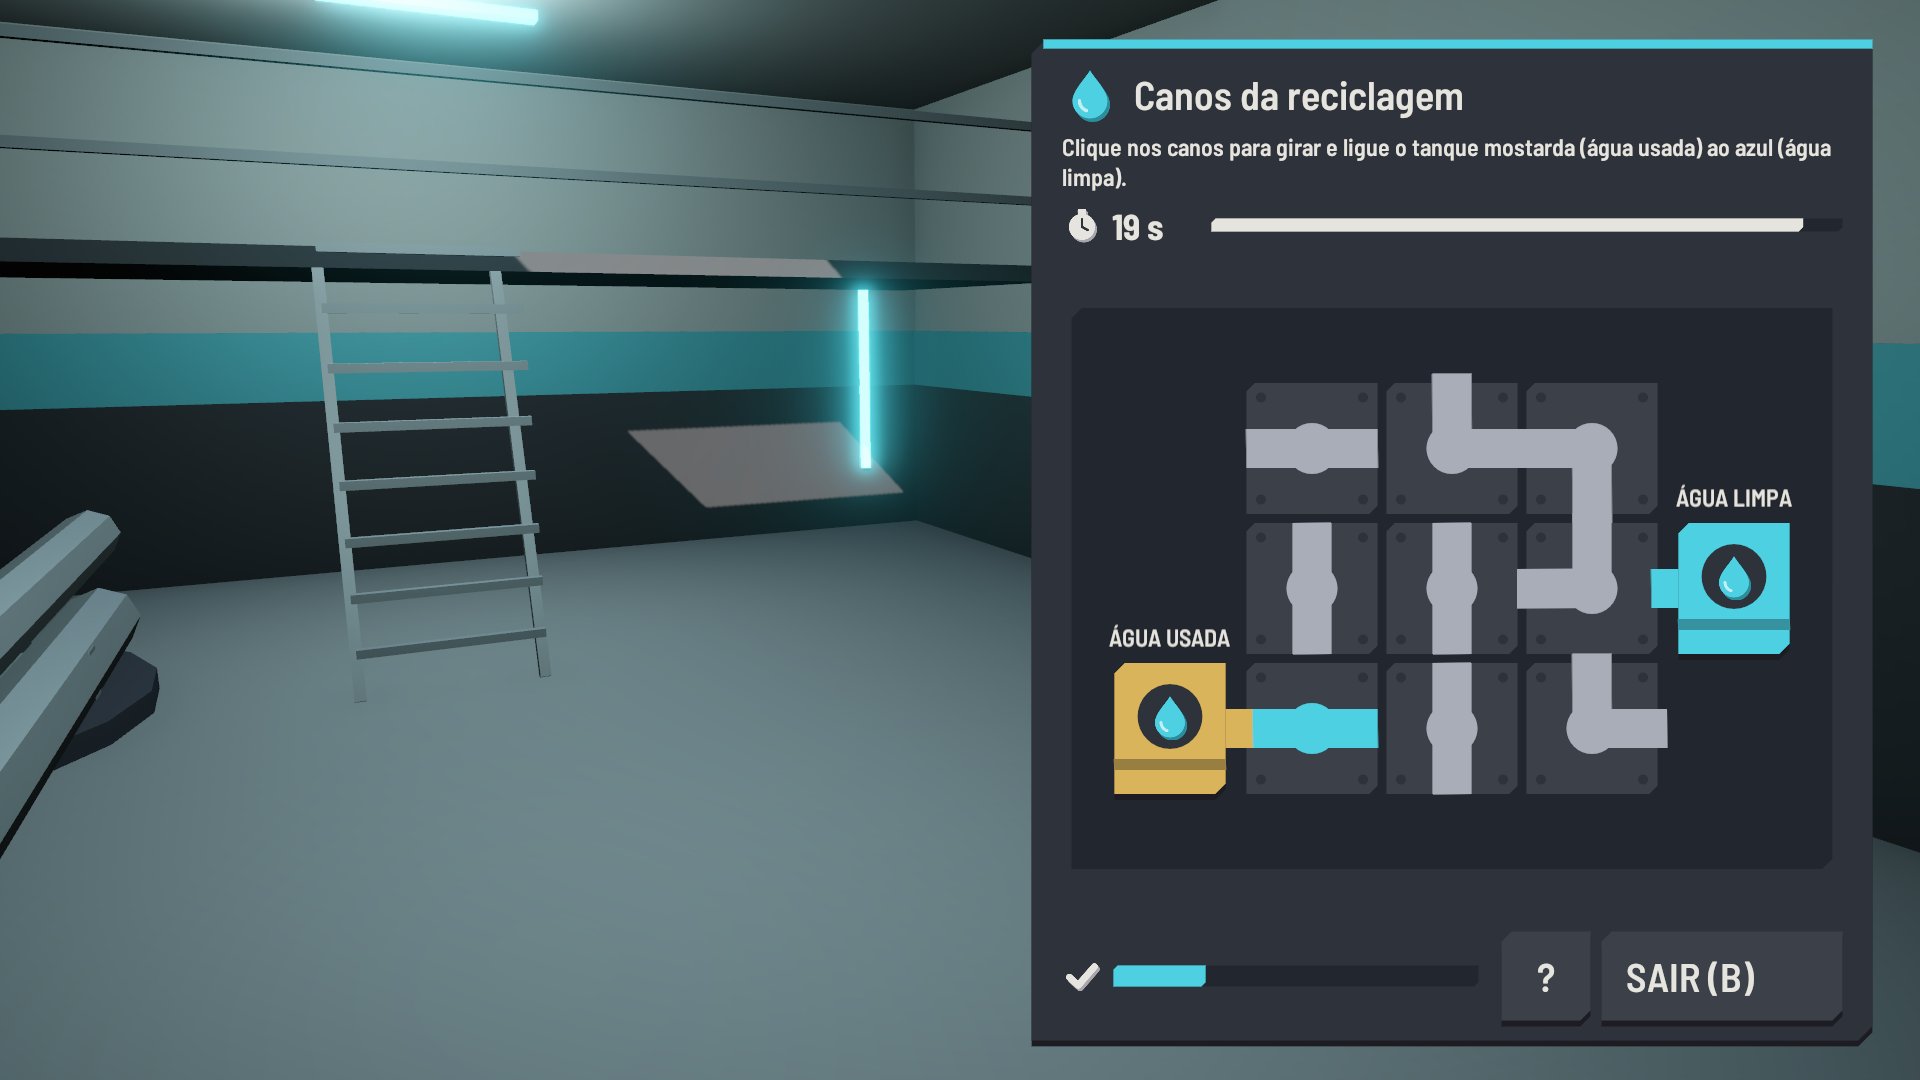 Canos da reciclagem
Clique nos canos para girar e ligue o tanque mostarda (água usada) ao azul (água
limpa).
19 s
ÁGUA LIMPA
ÁGUA USADA
?
SAIR (B)